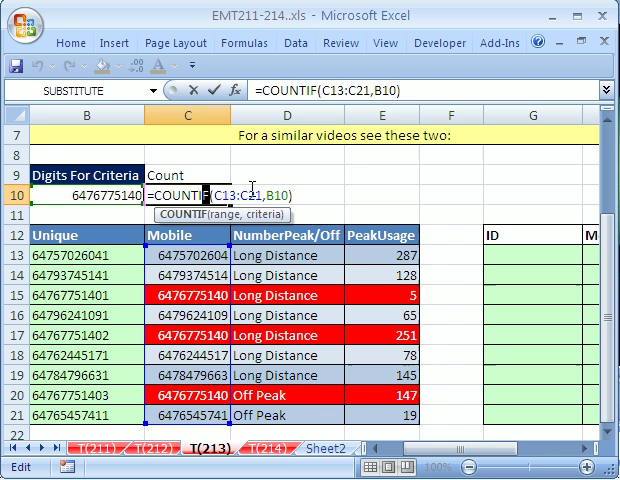 EMT211-214..xls - Microsoft Excel
Home Insert Page Layout Formulas Data Review View Developer Add-Ins
SUBSTITUTE =COUNTIF(C13:C21,B10)
B C D E F G
7 For a similar videos see these two:
8
9 Digits For Criteria Count
10 6476775140 =COUNTIF(C13:C21,B10)
11 COUNTIF(range, criteria)
12 Unique Mobile NumberPeak/Off PeakUsage ID
13 64757026041 6475702604 Long Distance 287
14 64793745141 6479374514 Long Distance 128
15 64767751401 6476775140 Long Distance 5
16 64796241091 6479624109 Long Distance 65
17 64767751402 6476775140 Long Distance 251
18 64762445171 6476244517 Long Distance 78
19 64784796631 6478479663 Long Distance 145
20 64767751403 6476775140 Off Peak 147
21 64765457411 6476545741 Off Peak 19
22
T(211) T(212) T(213) T(214) Sheet2
Edit 100%